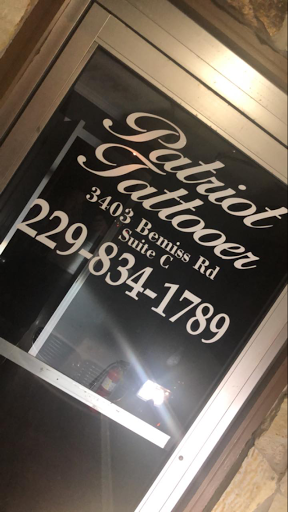 Patriot
Tattooer
3403 Bemiss Rd
Suite C
229-834-1789